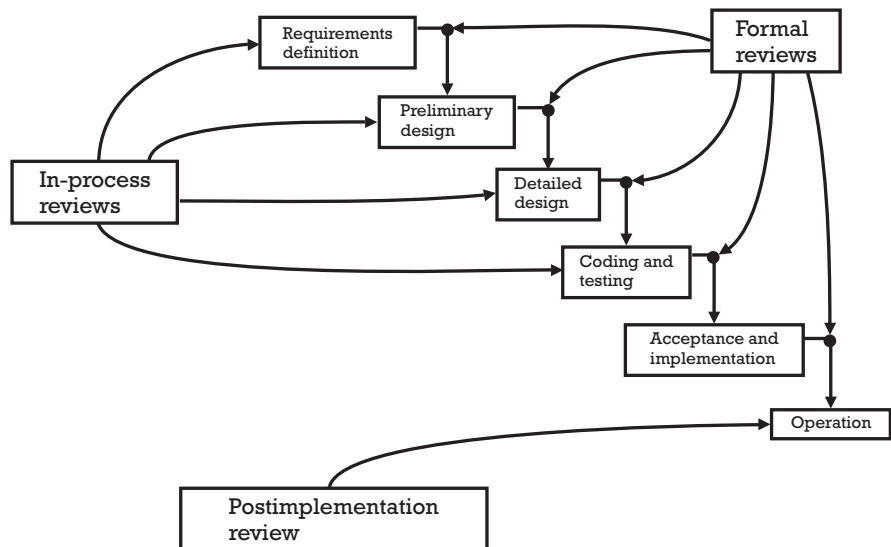 Requirements
definition
Formal
reviews
Preliminary
design
In-process
reviews
Detailed
design
Coding and
testing
Acceptance and
implementation
Operation
Postimplementation
review